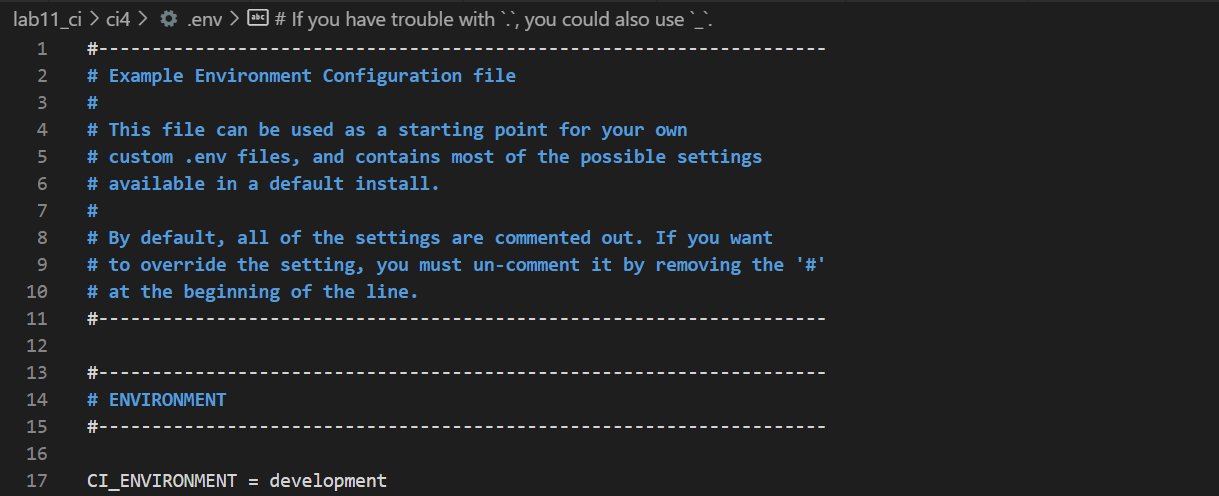 lab11_ci > ci4 > .env > abc # If you have trouble with `.`, you could also use `_`.
1 #--------------------------------------------------------------------
2 # Example Environment Configuration file
3 #
4 # This file can be used as a starting point for your own
5 # custom .env files, and contains most of the possible settings
6 # available in a default install.
7 #
8 # By default, all of the settings are commented out. If you want
9 # to override the setting, you must un-comment it by removing the '#'
10 # at the beginning of the line.
11 #--------------------------------------------------------------------
12
13 #--------------------------------------------------------------------
14 # ENVIRONMENT
15 #--------------------------------------------------------------------
16
17 CI_ENVIRONMENT = development